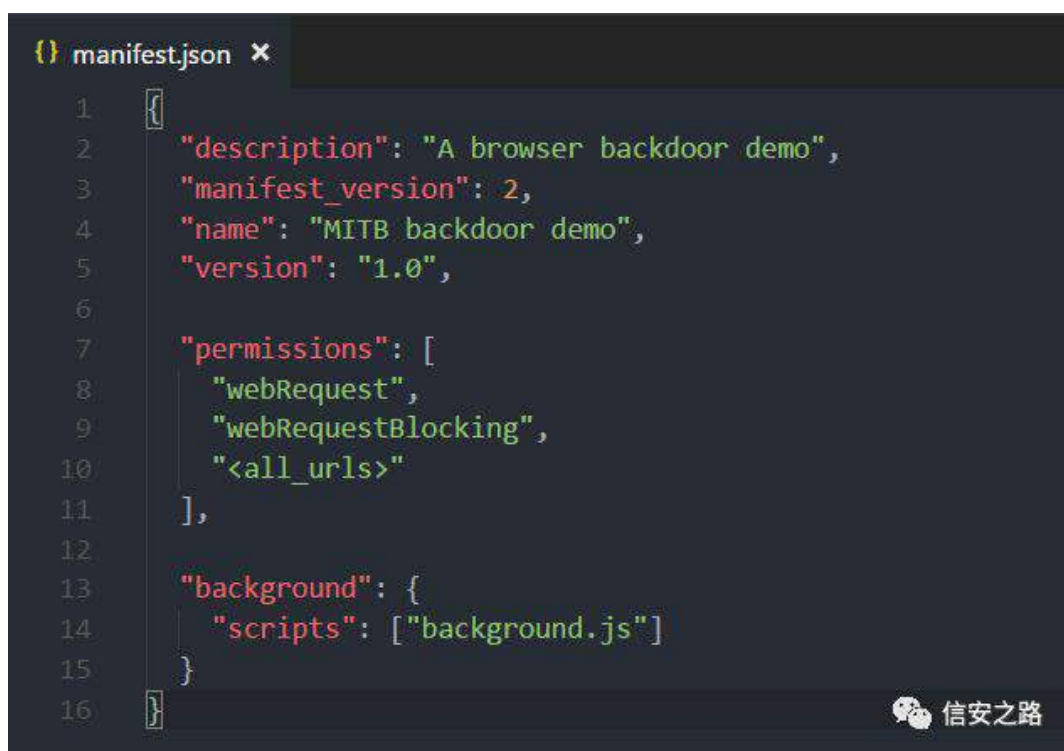 {} manifest.json ×
1 {
2 "description": "A browser backdoor demo",
3 "manifest_version": 2,
4 "name": "MITB backdoor demo",
5 "version": "1.0",
6
7 "permissions": [
8 "webRequest",
9 "webRequestBlocking",
10 "<all_urls>"
11 ],
12
13 "background": {
14 "scripts": ["background.js"]
15 }
16 }
信安之路